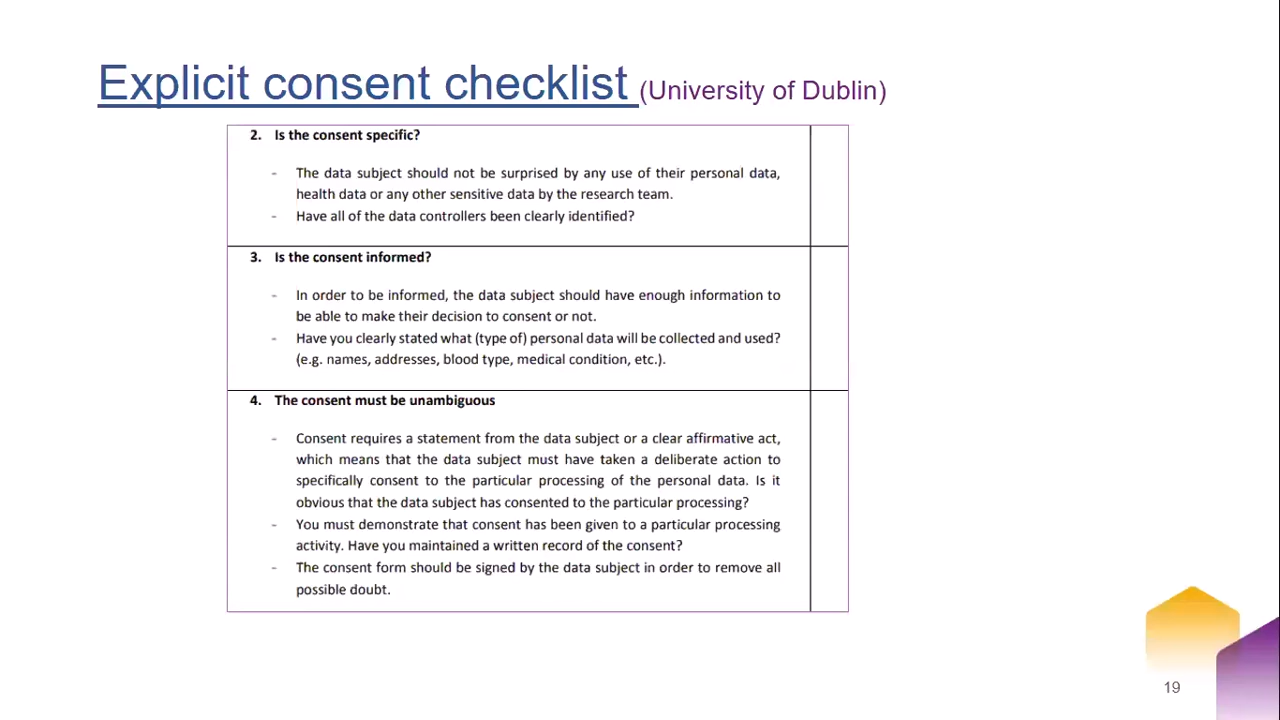 Explicit consent checklist (University of Dublin)
2. Is the consent specific?
- The data subject should not be surprised by any use of their personal data,
health data or any other sensitive data by the research team.
- Have all of the data controllers been clearly identified?
3. Is the consent informed?
- In order to be informed, the data subject should have enough information to
be able to make their decision to consent or not.
- Have you clearly stated what (type of) personal data will be collected and used?
(e.g. names, addresses, blood type, medical condition, etc.).
4. The consent must be unambiguous
- Consent requires a statement from the data subject or a clear affirmative act,
which means that the data subject must have taken a deliberate action to
specifically consent to the particular processing of the personal data. Is it
obvious that the data subject has consented to the particular processing?
- You must demonstrate that consent has been given to a particular processing
activity. Have you maintained a written record of the consent?
- The consent form should be signed by the data subject in order to remove all
possible doubt.
19